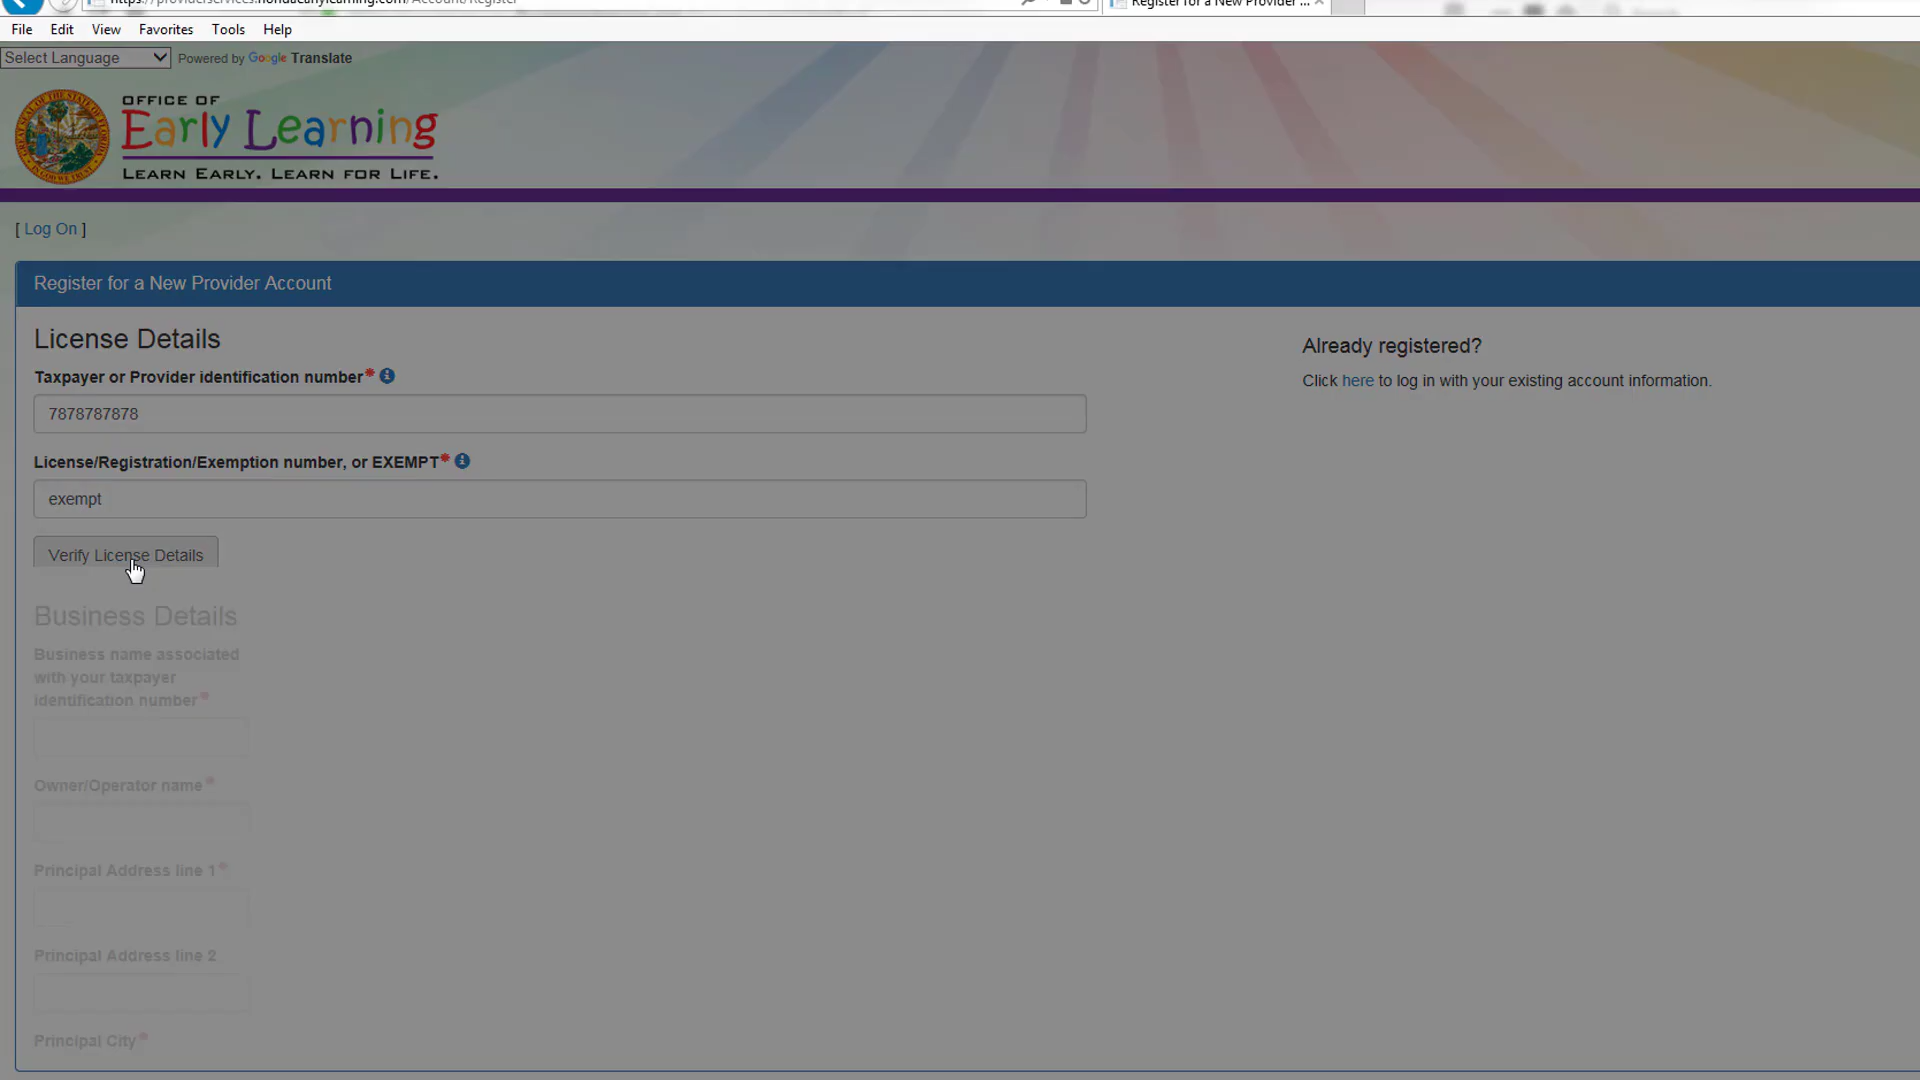 Register for a New Provider ...
File Edit View Favorites Tools Help
Select Language Powered by Google Translate
OFFICE OF
Early Learning
LEARN EARLY. LEARN FOR LIFE.
[ Log On ]
Register for a New Provider Account
License Details
Taxpayer or Provider identification number*
7878787878
License/Registration/Exemption number, or EXEMPT*
exempt
Verify License Details
Already registered?
Click here to log in with your existing account information.
Business Details
Business name associated
with your taxpayer
identification number*
Owner/Operator name*
Principal Address line 1*
Principal Address line 2
Principal City*